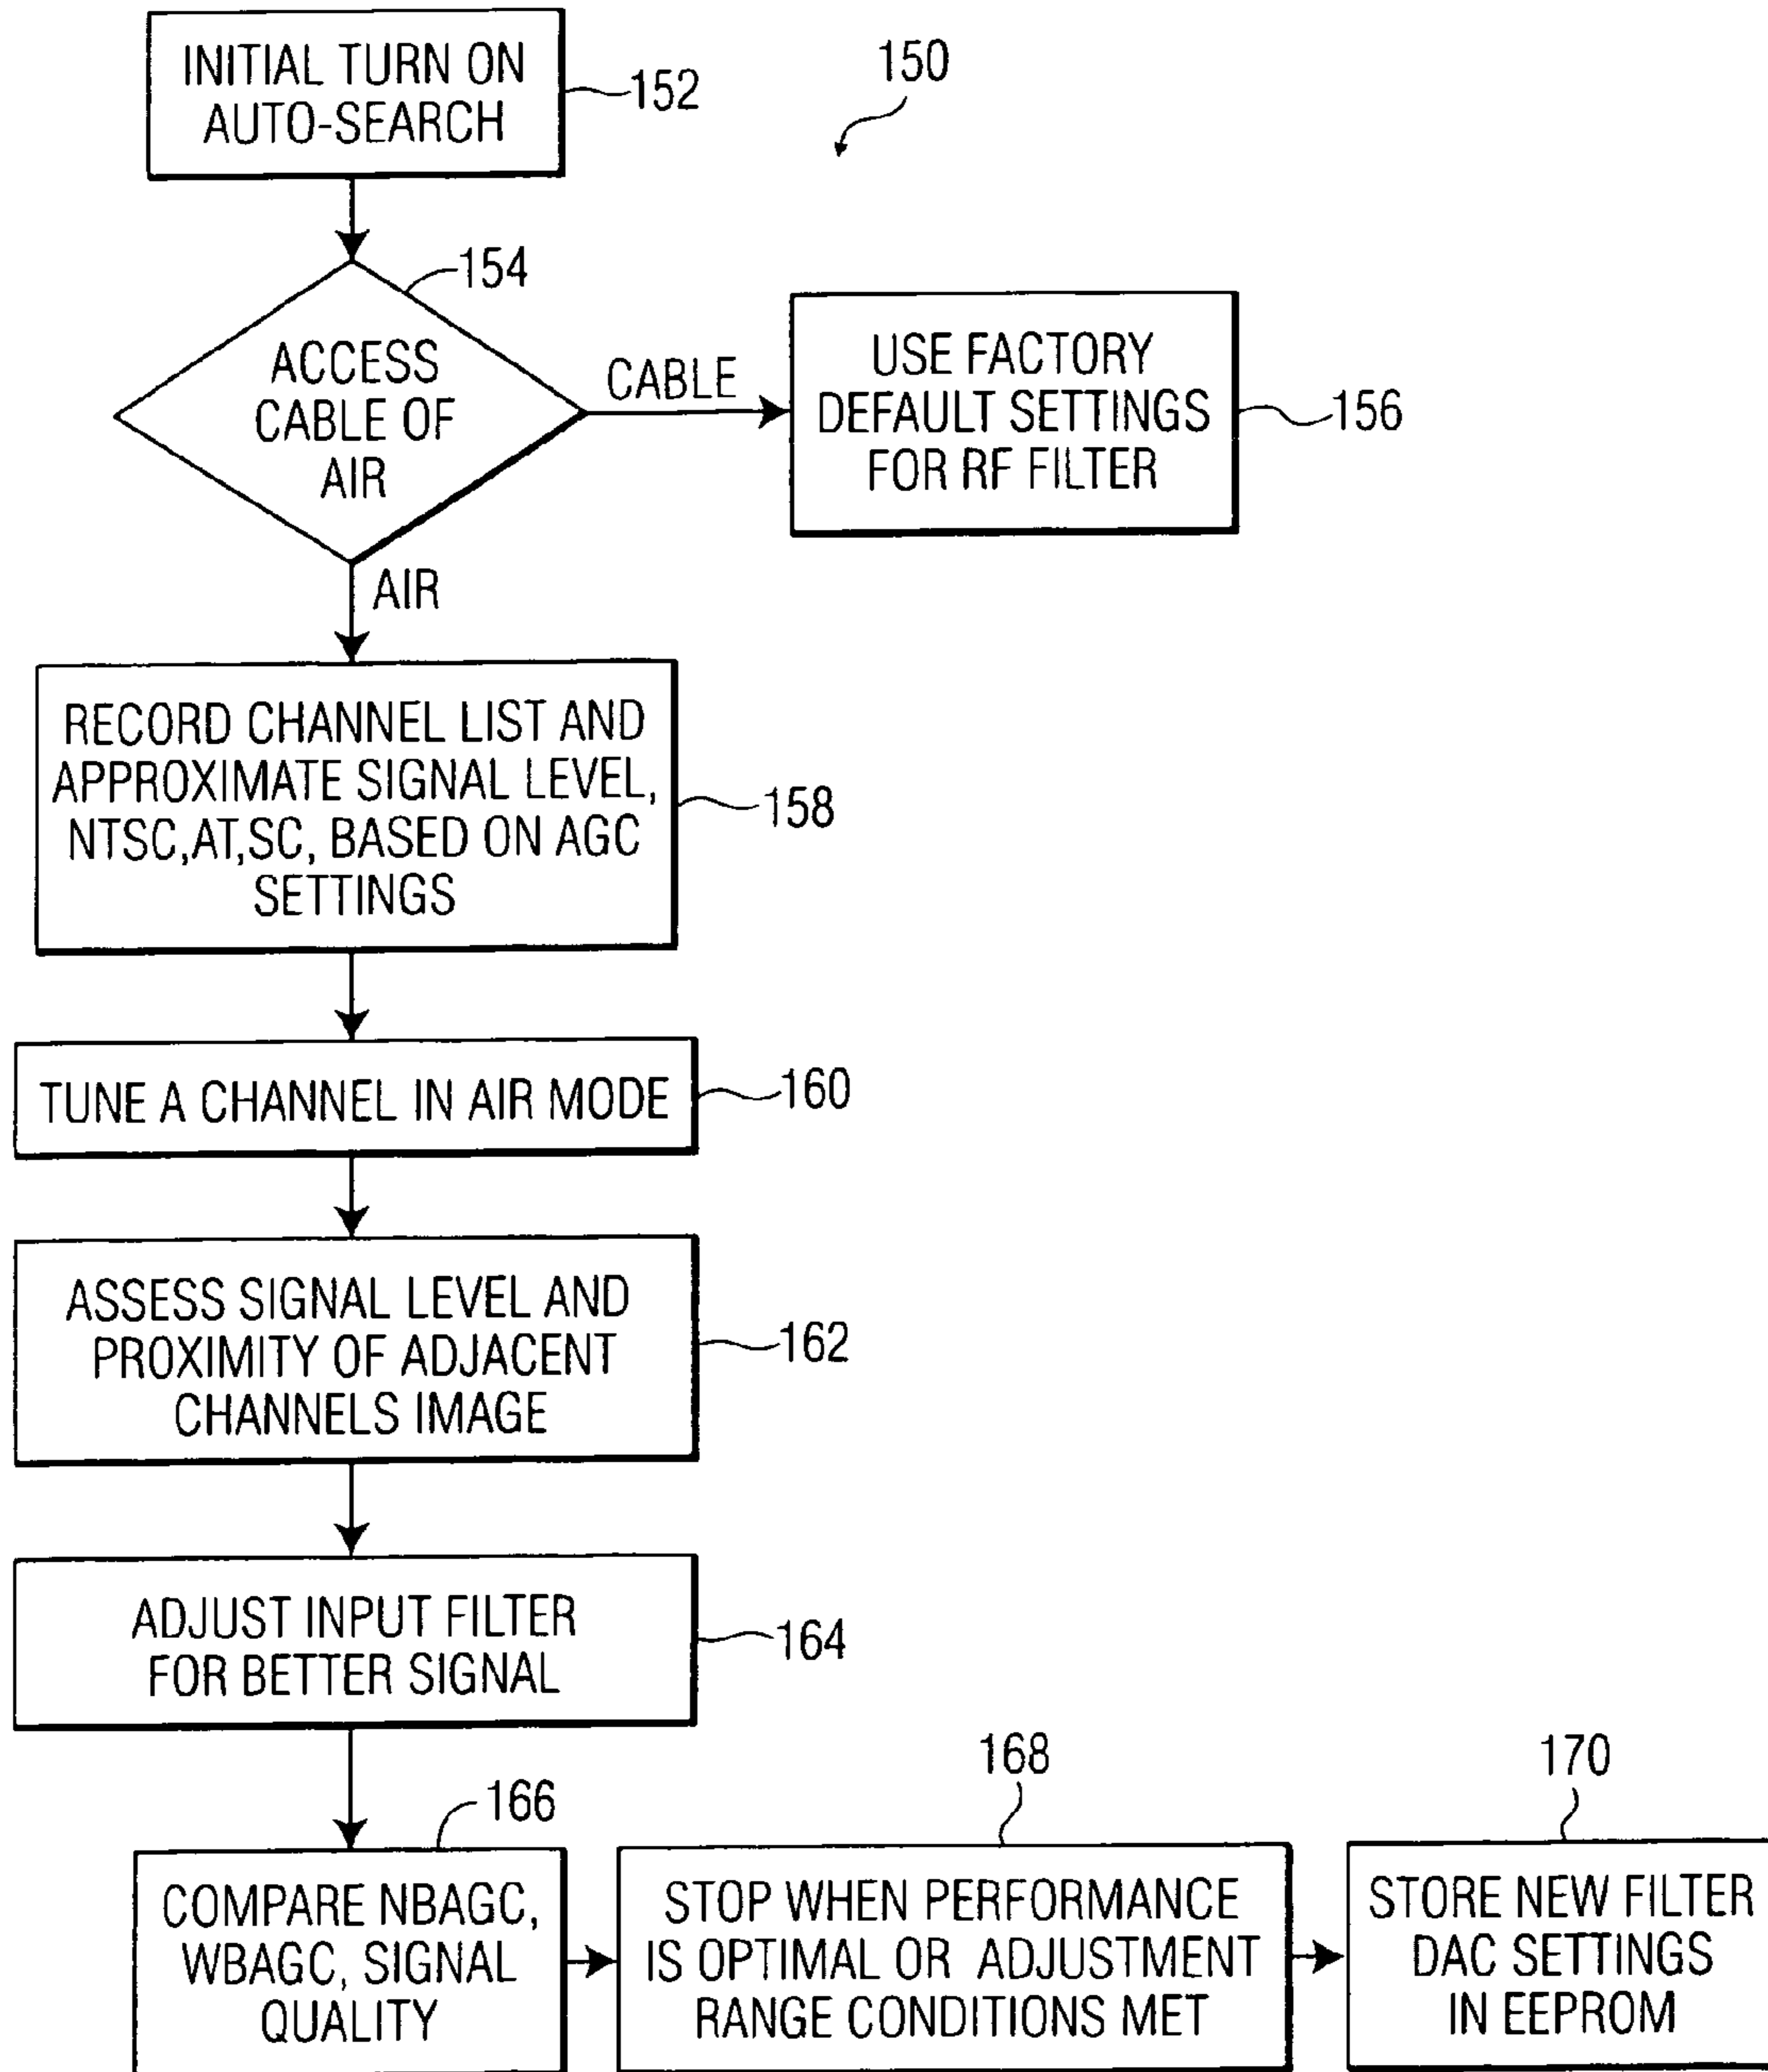 INITIAL TURN ON
AUTO-SEARCH
152
150
154
ACCESS
CABLE OF
AIR
CABLE
USE FACTORY
DEFAULT SETTINGS
FOR RF FILTER
156
AIR
RECORD CHANNEL LIST AND
APPROXIMATE SIGNAL LEVEL,
NTSC,AT,SC, BASED ON AGC
SETTINGS
158
TUNE A CHANNEL IN AIR MODE
160
ASSESS SIGNAL LEVEL AND
PROXIMITY OF ADJACENT
CHANNELS IMAGE
162
ADJUST INPUT FILTER
FOR BETTER SIGNAL
164
166
COMPARE NBAGC,
WBAGC, SIGNAL
QUALITY
168
STOP WHEN PERFORMANCE
IS OPTIMAL OR ADJUSTMENT
RANGE CONDITIONS MET
170
STORE NEW FILTER
DAC SETTINGS
IN EEPROM